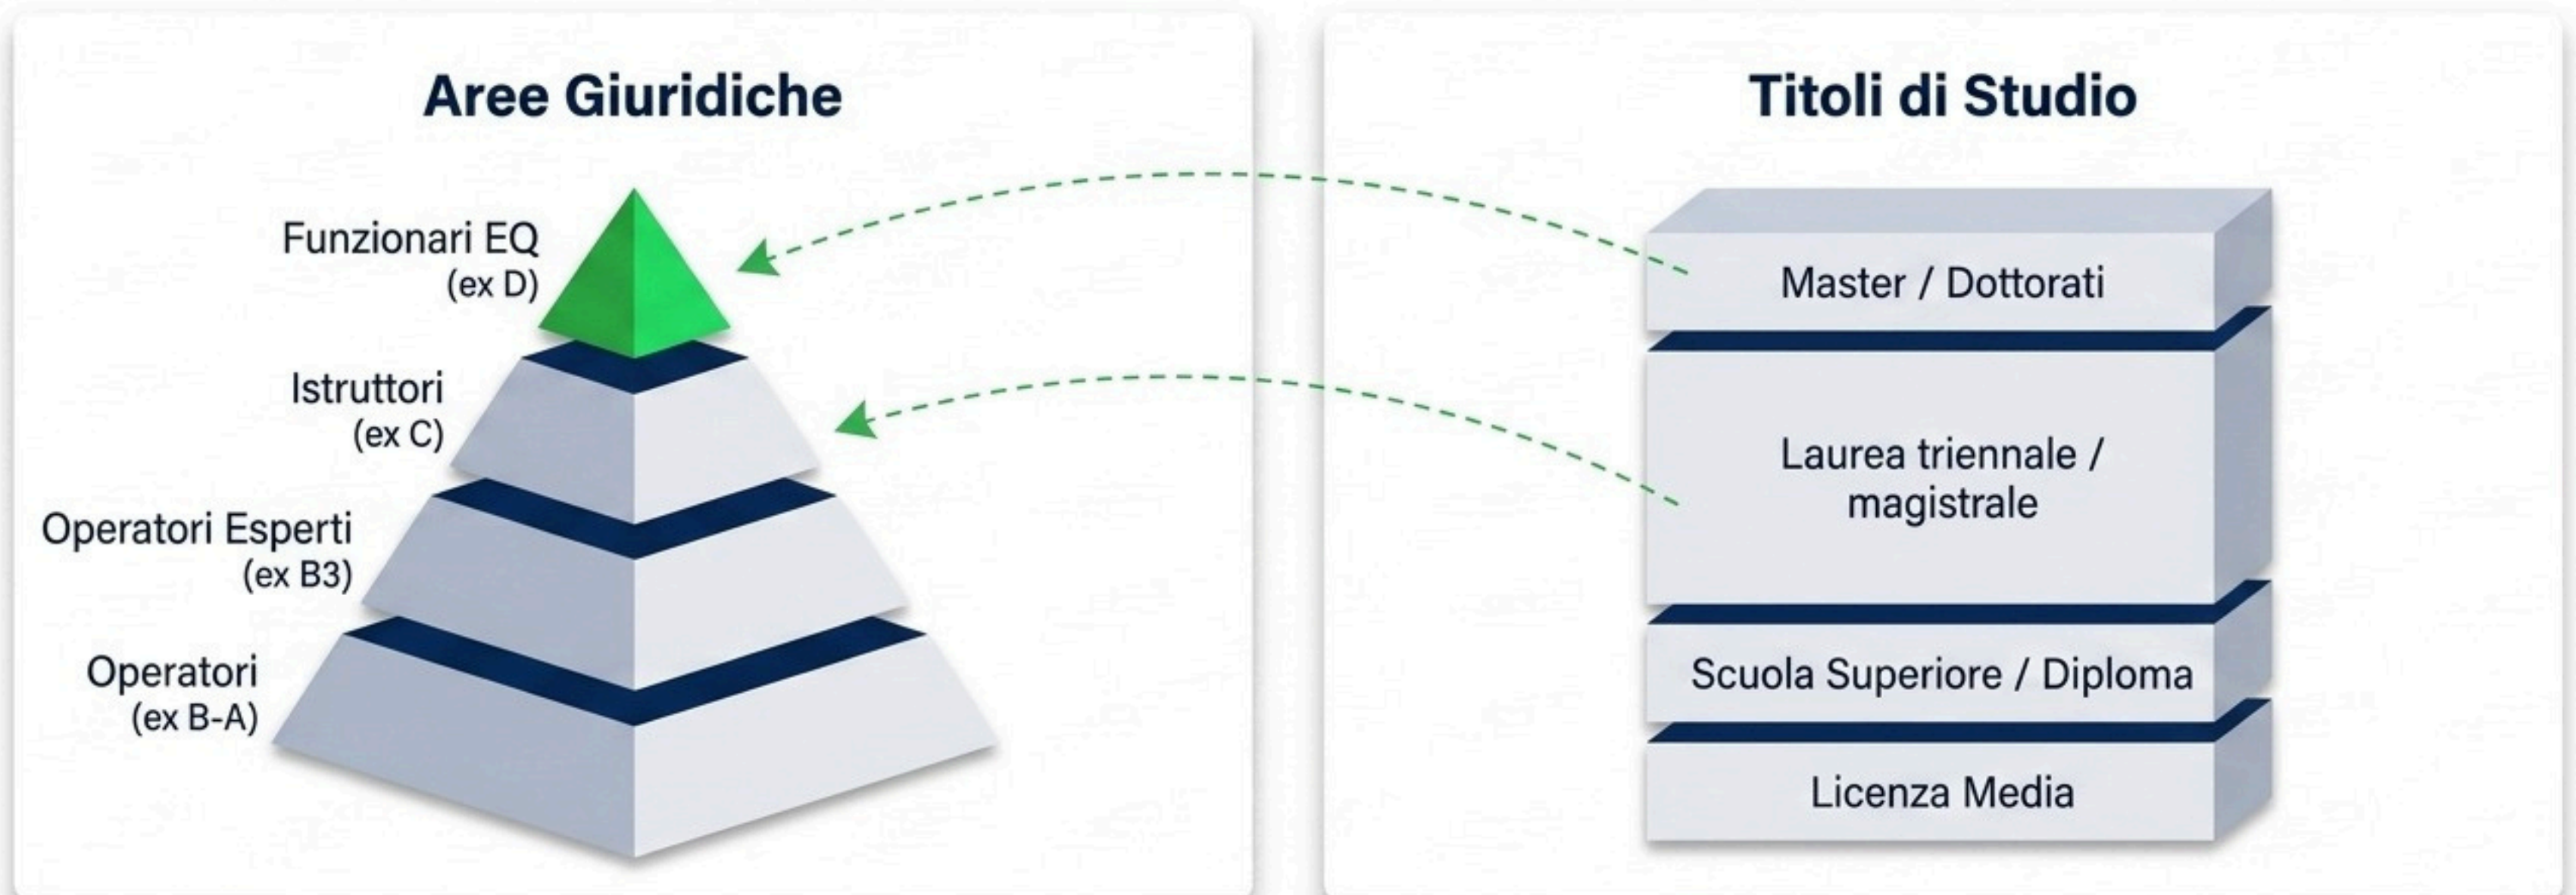 Aree Giuridiche
Funzionari EQ
(ex D)
Istruttori
(ex C)
Operatori Esperti
(ex B3)
Operatori
(ex B-A)
Titoli di Studio
Master / Dottorati
Laurea triennale /
magistrale
Scuola Superiore / Diploma
Licenza Media